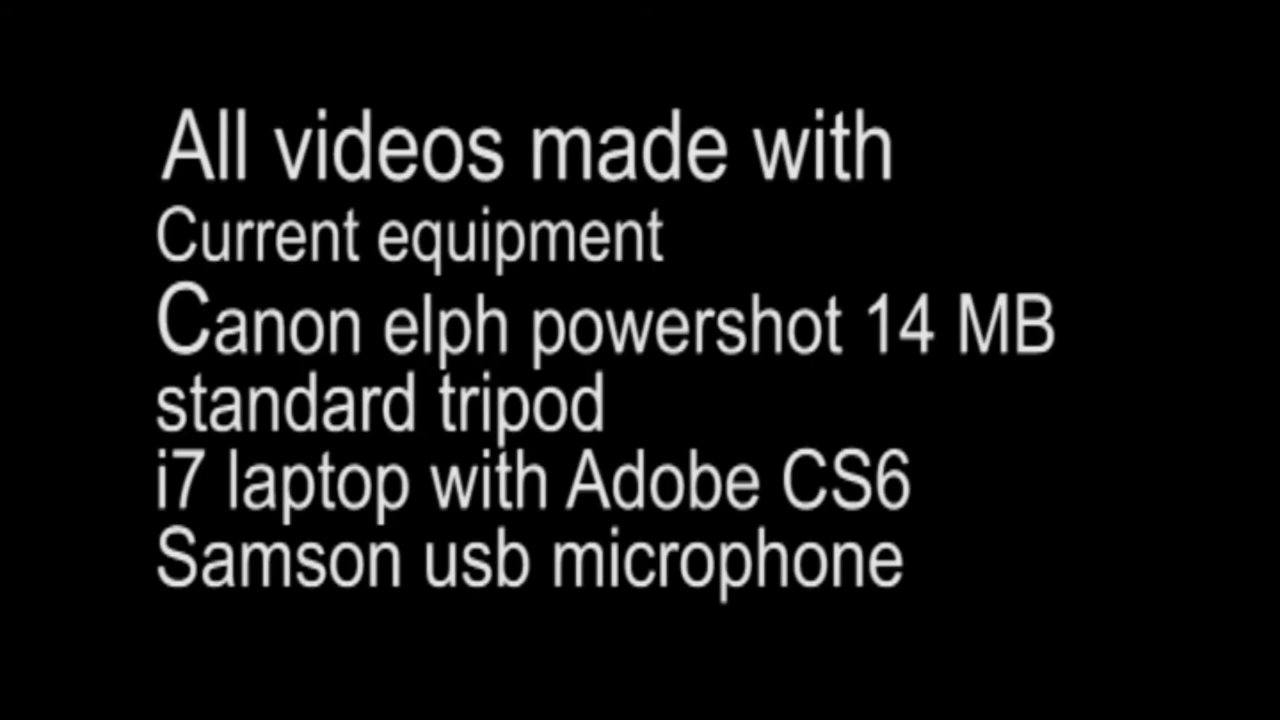 All videos made with
Current equipment
Canon elph powershot 14 MB
standard tripod
i7 laptop with Adobe CS6
Samson usb microphone